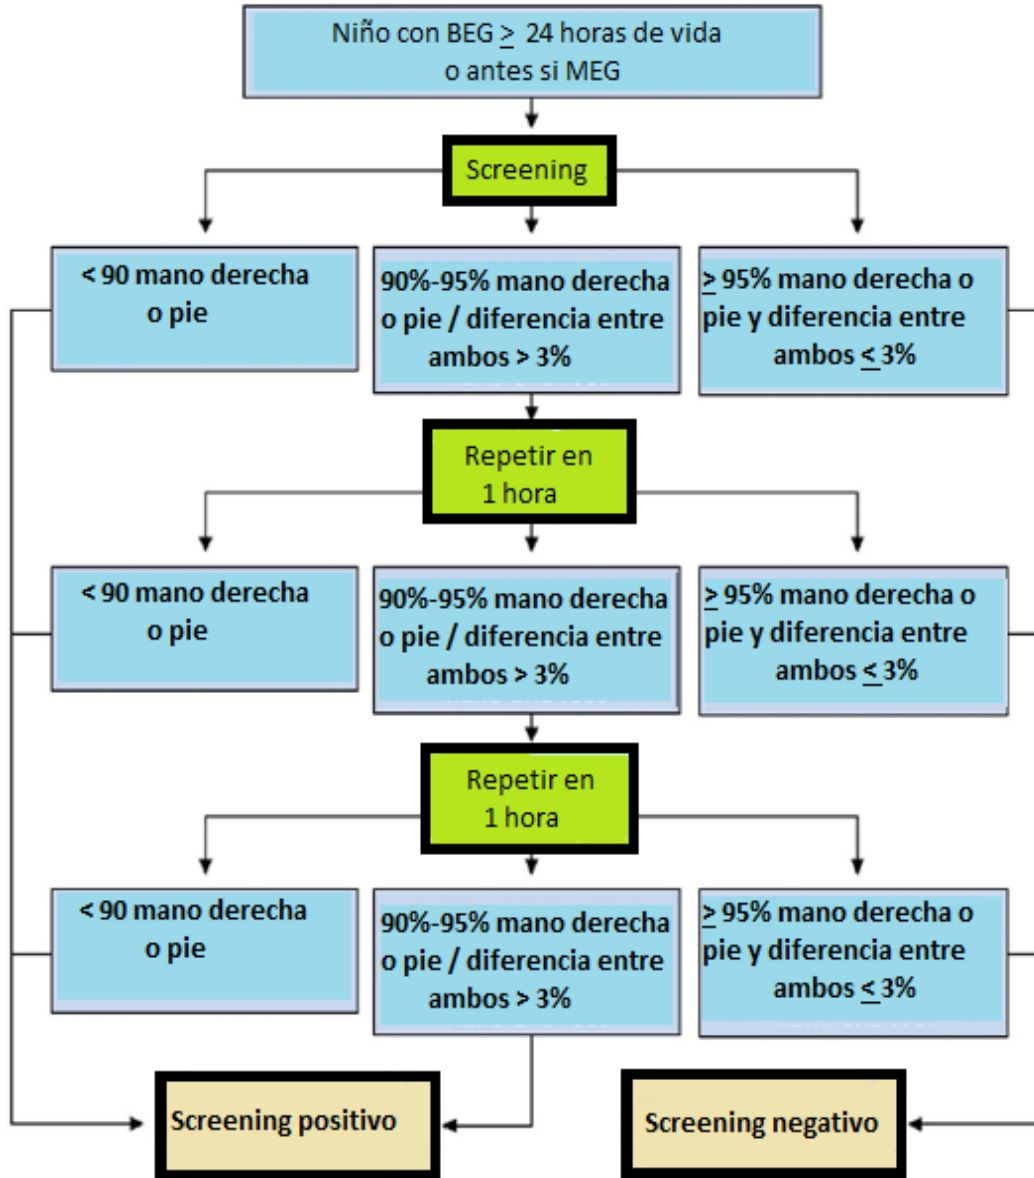 Niño con BEG ≥ 24 horas de vida
o antes si MEG
Screening
< 90 mano derecha
o pie
90%-95% mano derecha
o pie / diferencia entre
ambos > 3%
≥ 95% mano derecha o
pie y diferencia entre
ambos ≤ 3%
Repetir en
1 hora
< 90 mano derecha
o pie
90%-95% mano derecha
o pie / diferencia entre
ambos > 3%
≥ 95% mano derecha o
pie y diferencia entre
ambos ≤ 3%
Repetir en
1 hora
< 90 mano derecha
o pie
90%-95% mano derecha
o pie / diferencia entre
ambos > 3%
≥ 95% mano derecha o
pie y diferencia entre
ambos ≤ 3%
Screening positivo
Screening negativo